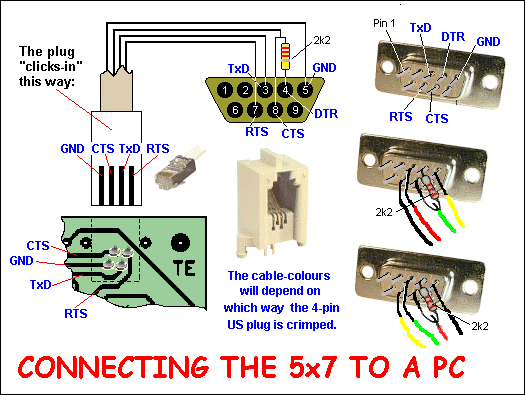 The plug
"clicks-in"
this way:
GND CTS TxD RTS
2k2
TxD
GND
1 2 3 4 5
6 7 8 9
RTS
CTS
DTR
Pin 1
TxD
DTR
GND
RTS
CTS
2k2
2k2
CTS
GND
TxD
RTS
TE
The cable-colours
will depend on
which way the 4-pin
US plug is crimped.
CONNECTING THE 5x7 TO A PC